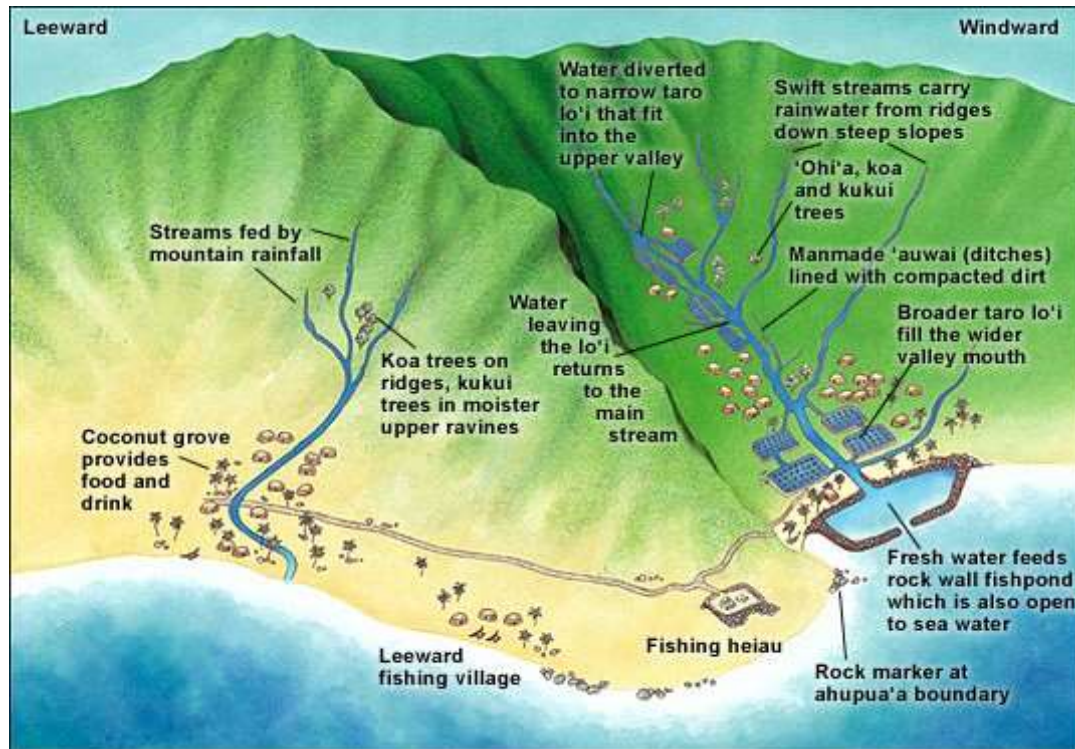 Leeward
Windward
Water diverted
to narrow taro
lo‘i that fit
into the
upper valley
Swift streams carry
rainwater from ridges
down steep slopes
‘Ohi‘a, koa
and kukui
trees
Streams fed by
mountain rainfall
Manmade ‘auwai (ditches)
lined with compacted dirt
Water
leaving
the lo‘i
returns
to the
main
stream
Broader taro lo‘i
fill the wider
valley mouth
Koa trees on
ridges, kukui
trees in moister
upper ravines
Coconut grove
provides
food and
drink
Fresh water feeds
rock wall fishpond
which is also open
to sea water
Fishing heiau
Leeward
fishing village
Rock marker at
ahupua‘a boundary